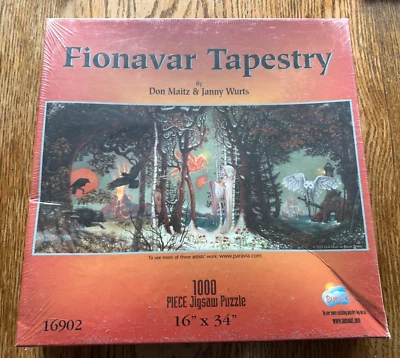 Fionavar Tapestry
By
Don Maitz & Janny Wurts
To see more of these artists' work: www.paravia.com
1000
PIECE Jigsaw Puzzle
16" x 34"
16902